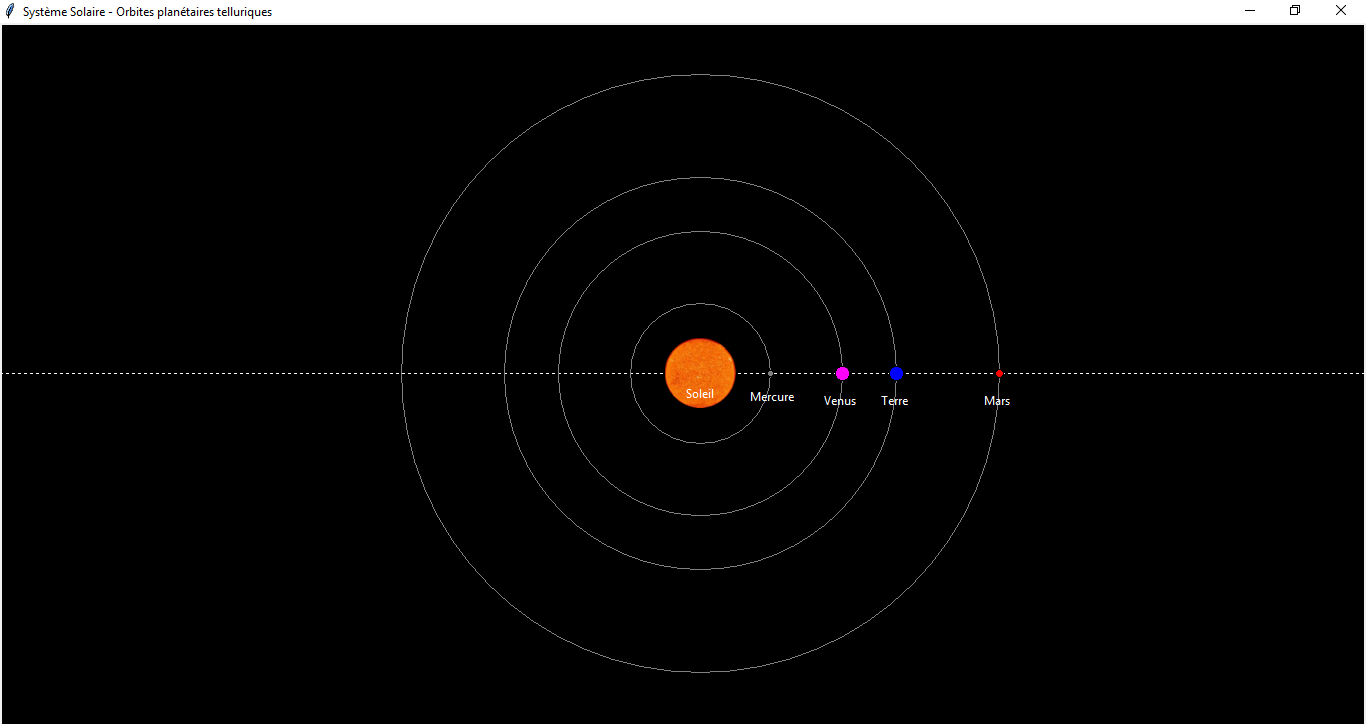 Système Solaire - Orbites planétaires telluriques
Soleil
Mercure
Venus
Terre
Mars